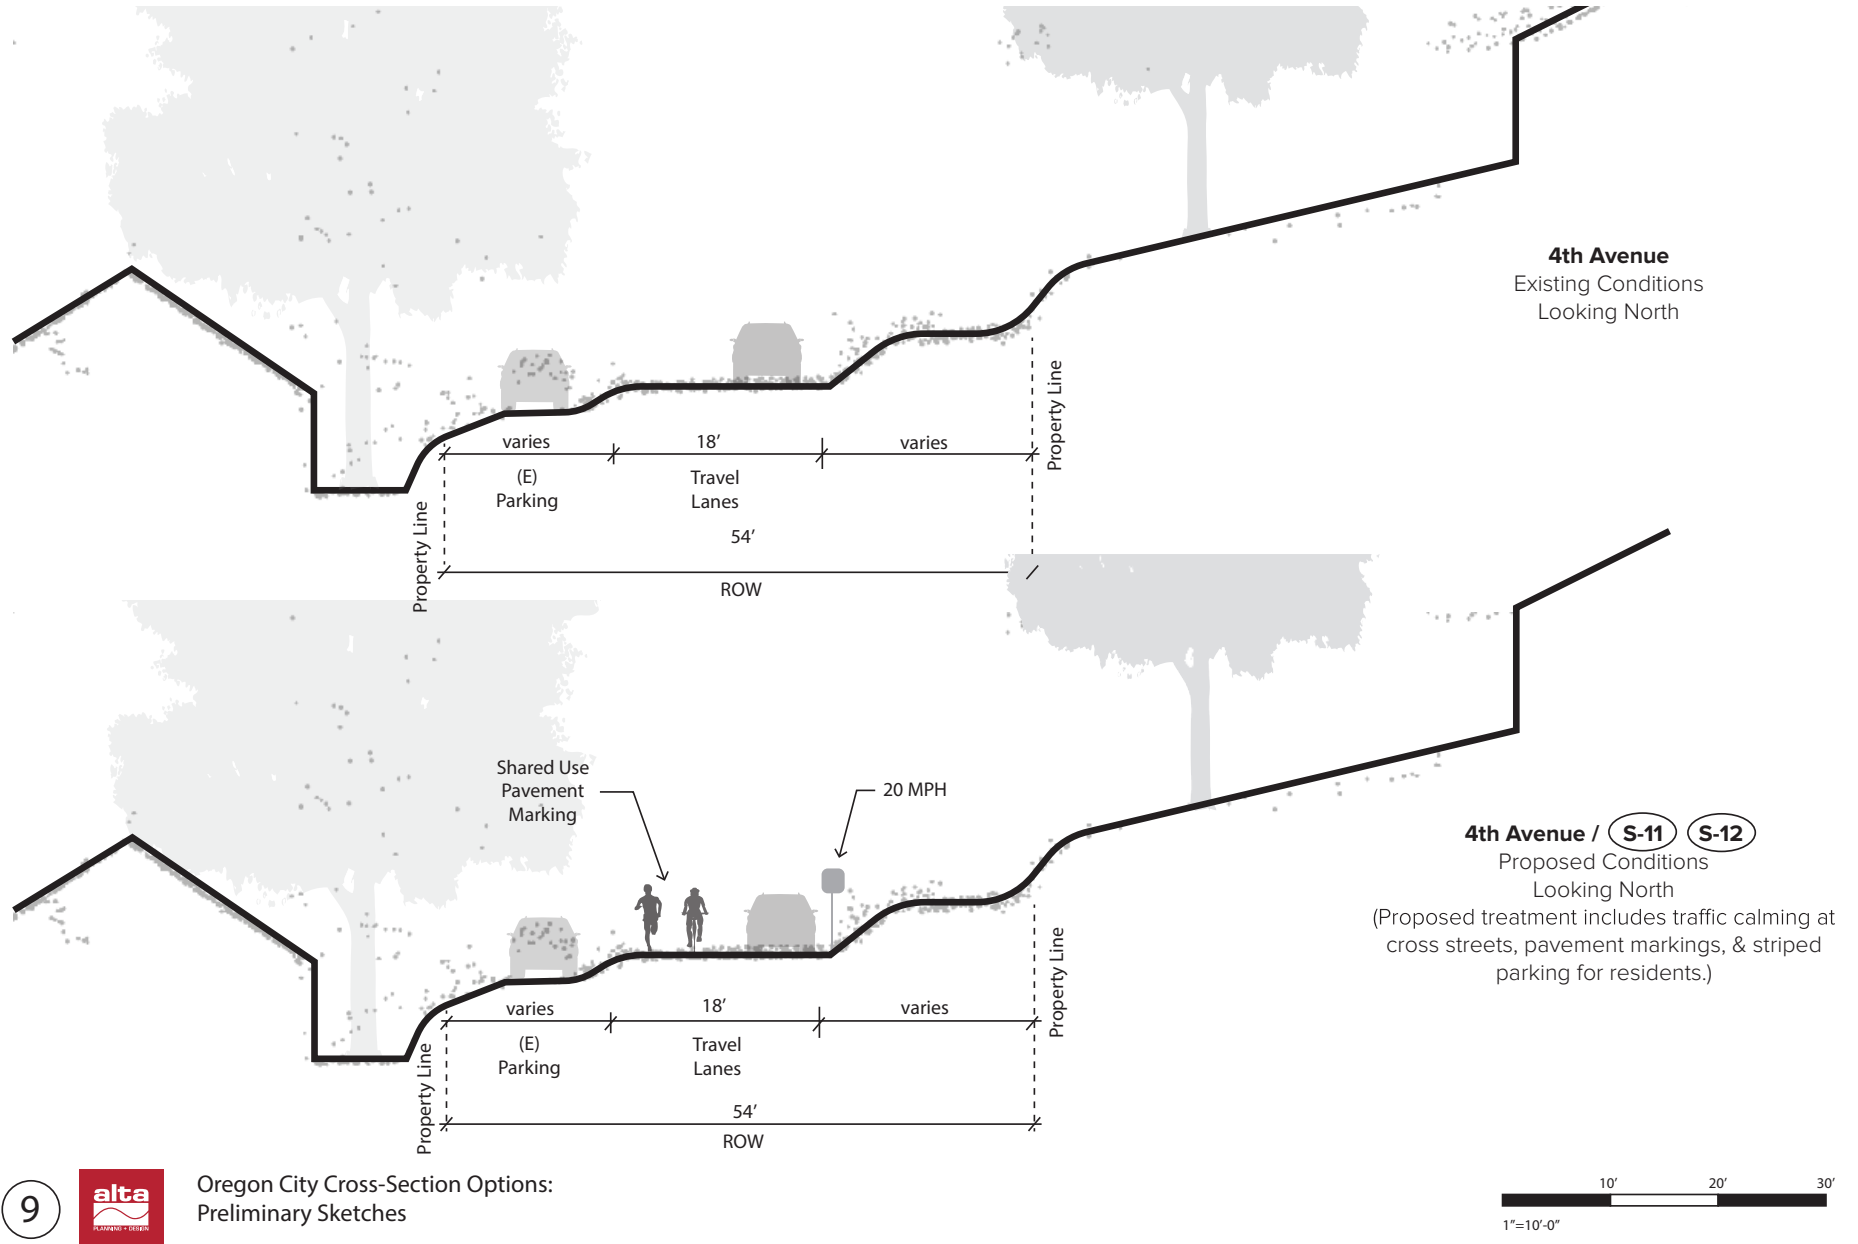 4th Avenue
Existing Conditions
Looking North
Property Line
varies
18’
varies
(E)
Parking
Travel
Lanes
Property Line
54’
ROW
Shared Use
Pavement
Marking
20 MPH
4th Avenue / S-11 S-12
Proposed Conditions
Looking North
(Proposed treatment includes traffic calming at
cross streets, pavement markings, & striped
parking for residents.)
Property Line
varies
18’
varies
(E)
Parking
Travel
Lanes
Property Line
54’
ROW
9
alta
PLANNING + DESIGN
Oregon City Cross-Section Options:
Preliminary Sketches
10’ 20’ 30’
1”=10’-0”